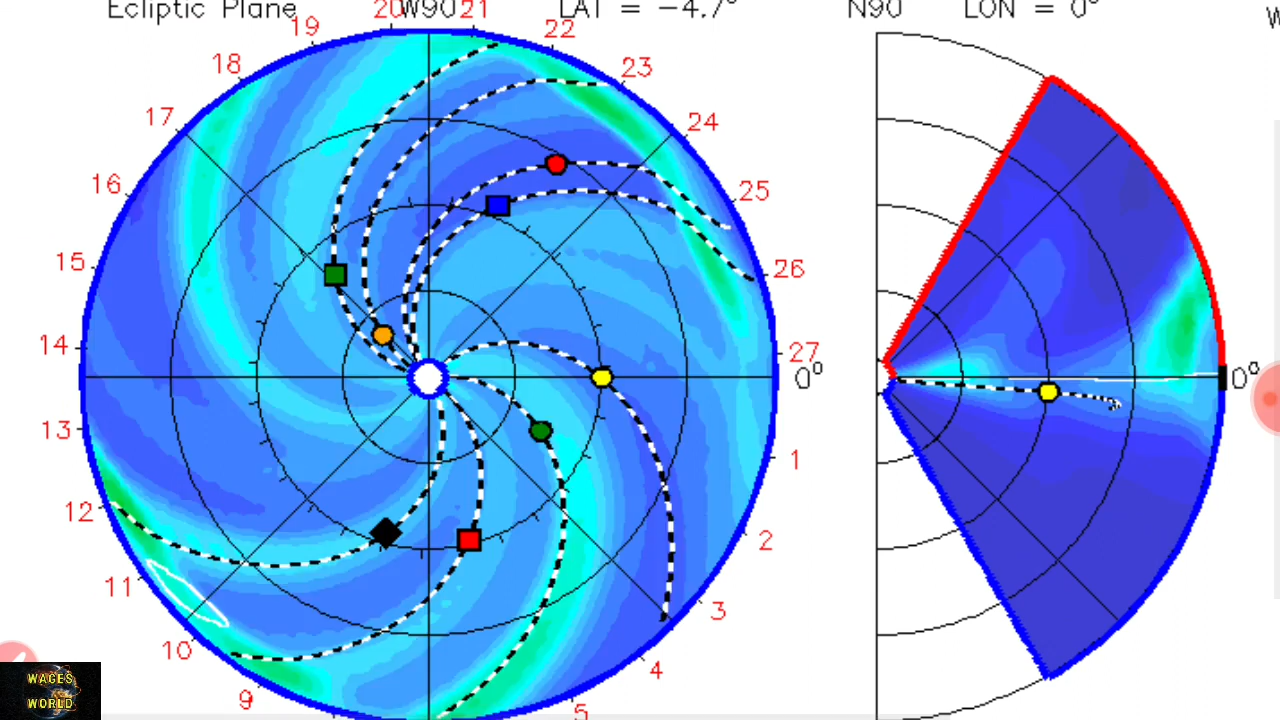 Ecliptic Plane W90 LAT = -4.7° N90 LON = 0° W
20 21
19 22
18 23
17 24
16 25
15 26
14 27 0° 0°
13 1
12 2
11 3
10 4
9 5
WAGES
WORLD